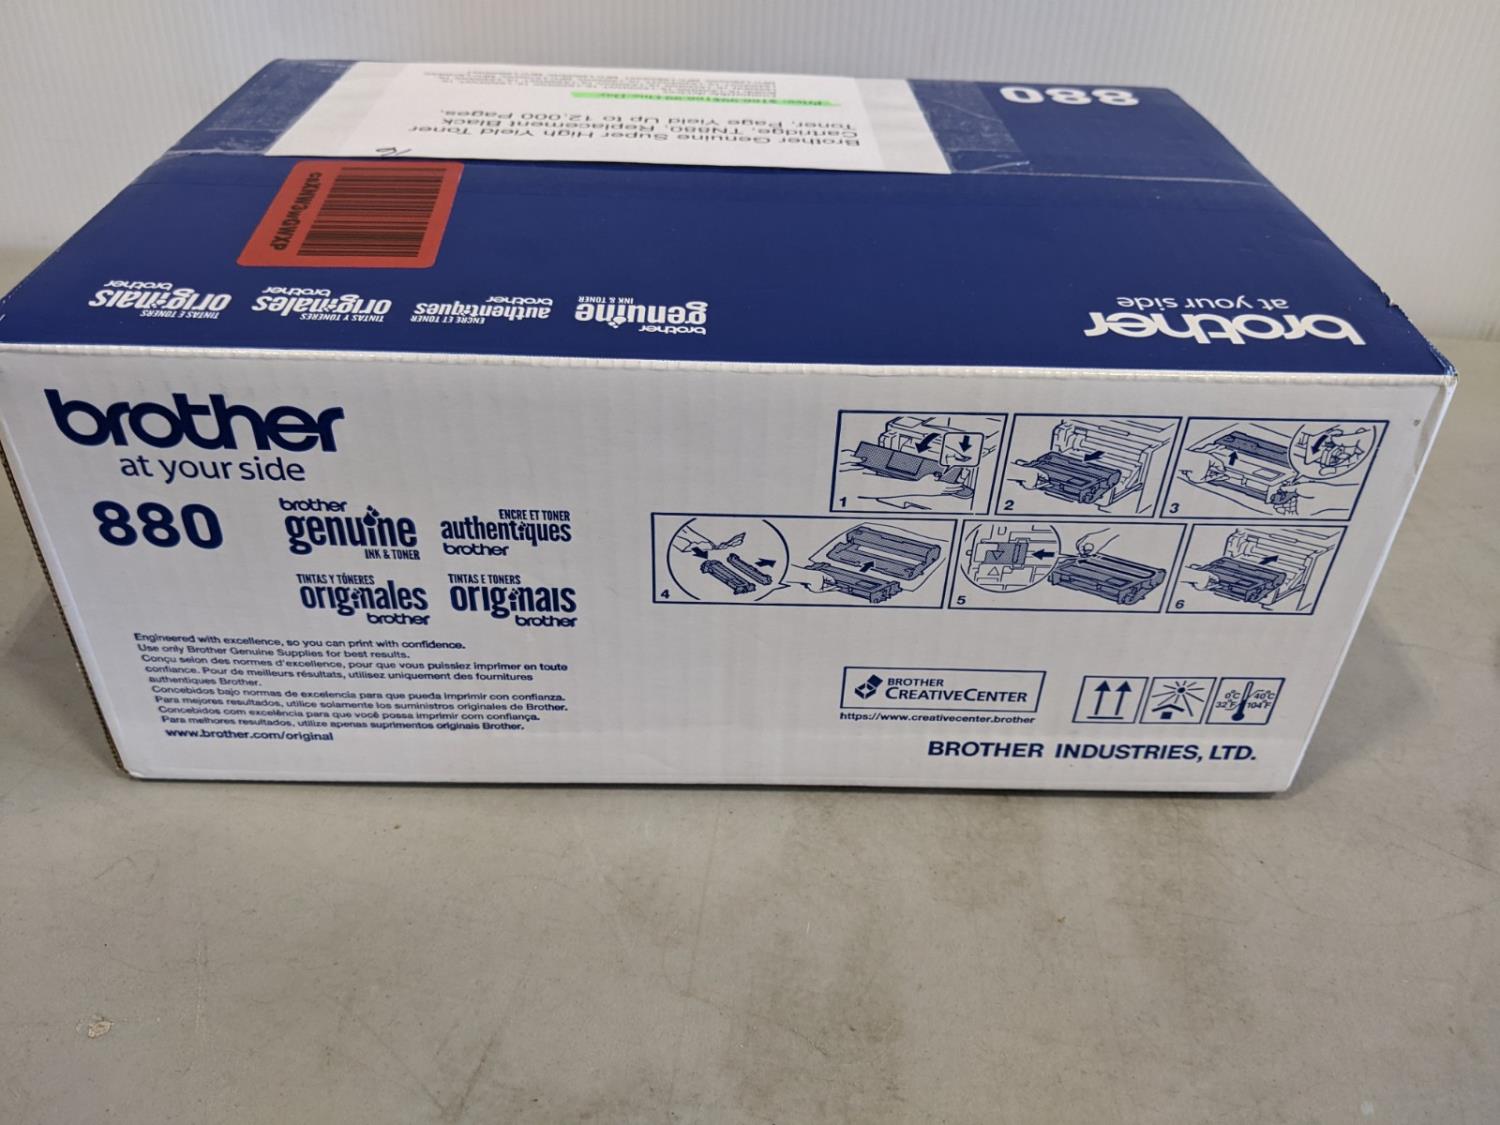 880
Brother Genuine Super High Yield Toner
Cartridge, TN880, Replacement Black
Toner, Page Yield Up to 12,000 Pages,
brother
genuine
INK & TONER
ENCRE ET TONER
authentiques
brother
TINTAS Y TÓNERES
originales
brother
TINTAS E TONERS
originais
brother
brother
at your side
brother
at your side
880
brother
genuine
INK & TONER
ENCRE ET TONER
authentiques
brother
TINTAS Y TÓNERES
originales
brother
TINTAS E TONERS
originais
brother
Engineered with excellence, so you can print with confidence.
Use only Brother Genuine Supplies for best results.
Conçu selon des normes d'excellence, pour que vous puissiez imprimer en toute
confiance. Pour de meilleurs résultats, utilisez uniquement des fournitures
authentiques Brother.
Concebidos bajo normas de excelencia para que pueda imprimir con confianza.
Para mejores resultados, utilice solamente los suministros originales de Brother.
Concebidos com excelência para que você possa imprimir com confiança.
Para melhores resultados, utilize apenas suprimentos originais Brother.
www.brother.com/original
1
2
3
4
5
6
BROTHER
CREATIVECENTER
https://www.creativecenter.brother
0°C 40°C
32°F 104°F
BROTHER INDUSTRIES, LTD.